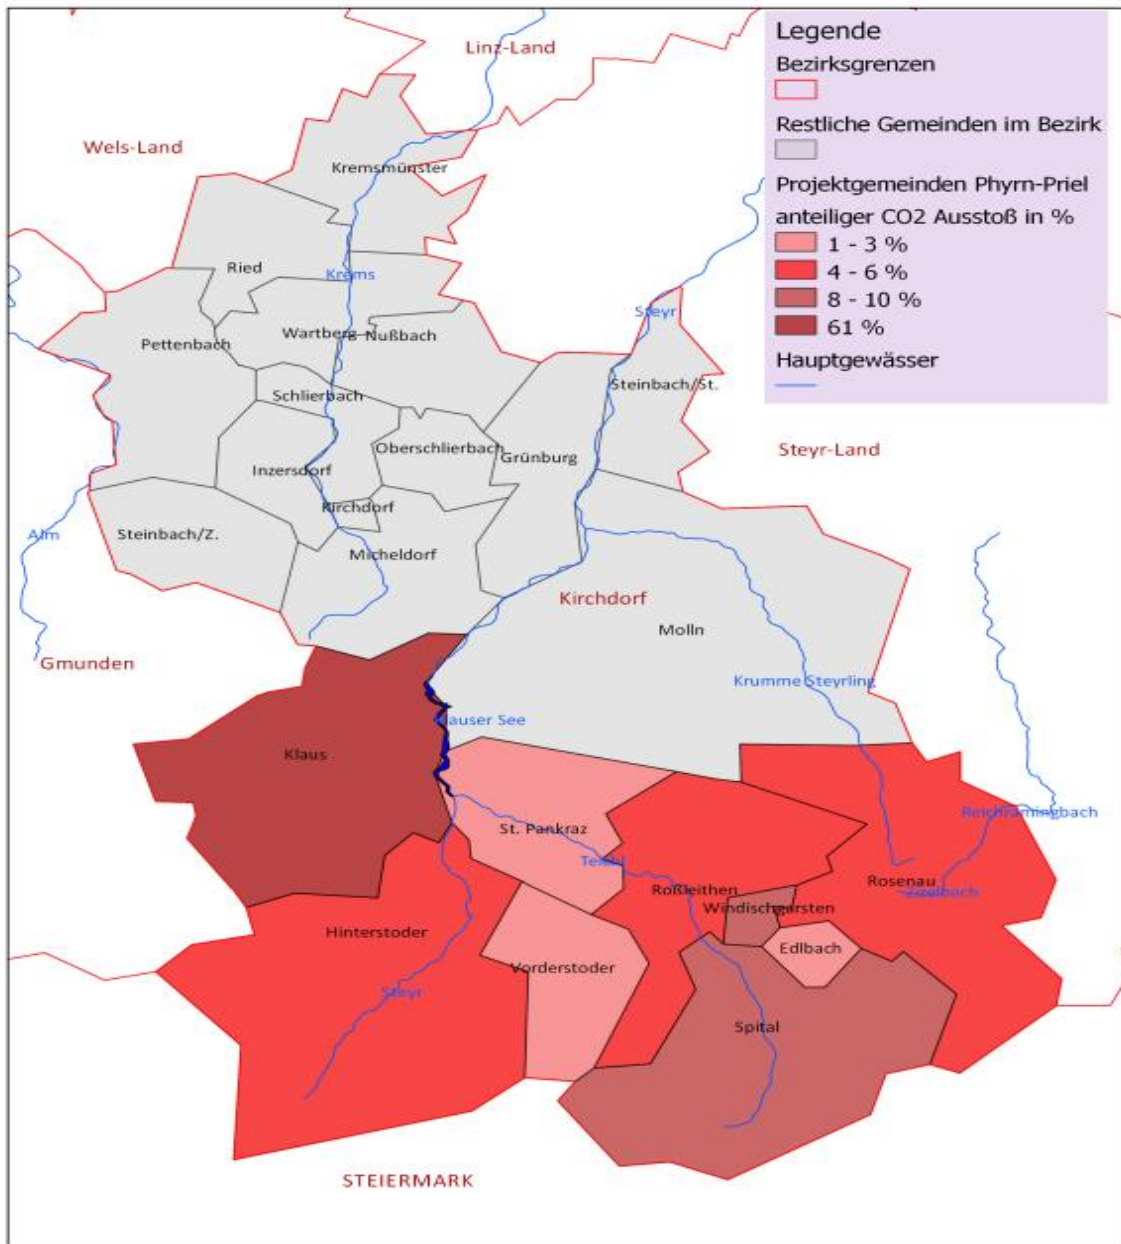 Legende
Bezirksgrenzen
Restliche Gemeinden im Bezirk
Projektgemeinden Phyrn-Priel
anteiliger CO2 Ausstoß in %
1 - 3 %
4 - 6 %
8 - 10 %
61 %
Hauptgewässer
Linz-Land
Wels-Land
Kremsmünster
Ried
Krems
Steyr
Wartberg
Nußbach
Pettenbach
Steinbach/St.
Schlierbach
Oberschlierbach
Grünburg
Steyr-Land
Inzersdorf
Kirchdorf
Alm
Steinbach/Z.
Micheldorf
Kirchdorf
Molln
Gmunden
Krumme Steyrling
auser See
Klaus
Reichramingbach
St. Pankraz
Teichl
Roßleithen
Rosenau
Windischgarsten
Hinterstoder
Edlbach
Vorderstoder
Steyr
Spital
STEIERMARK